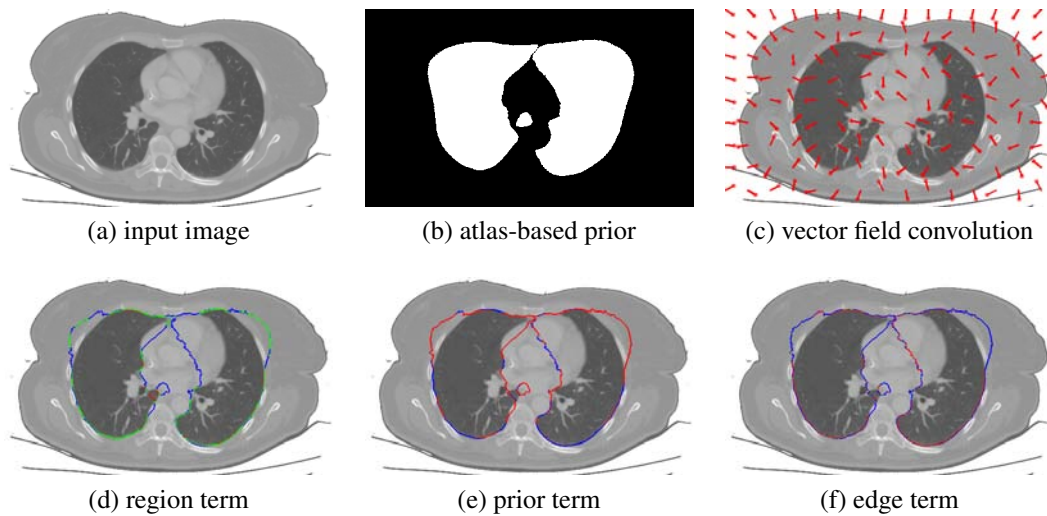 (a) input image
(b) atlas-based prior
(c) vector field convolution
(d) region term
(e) prior term
(f) edge term